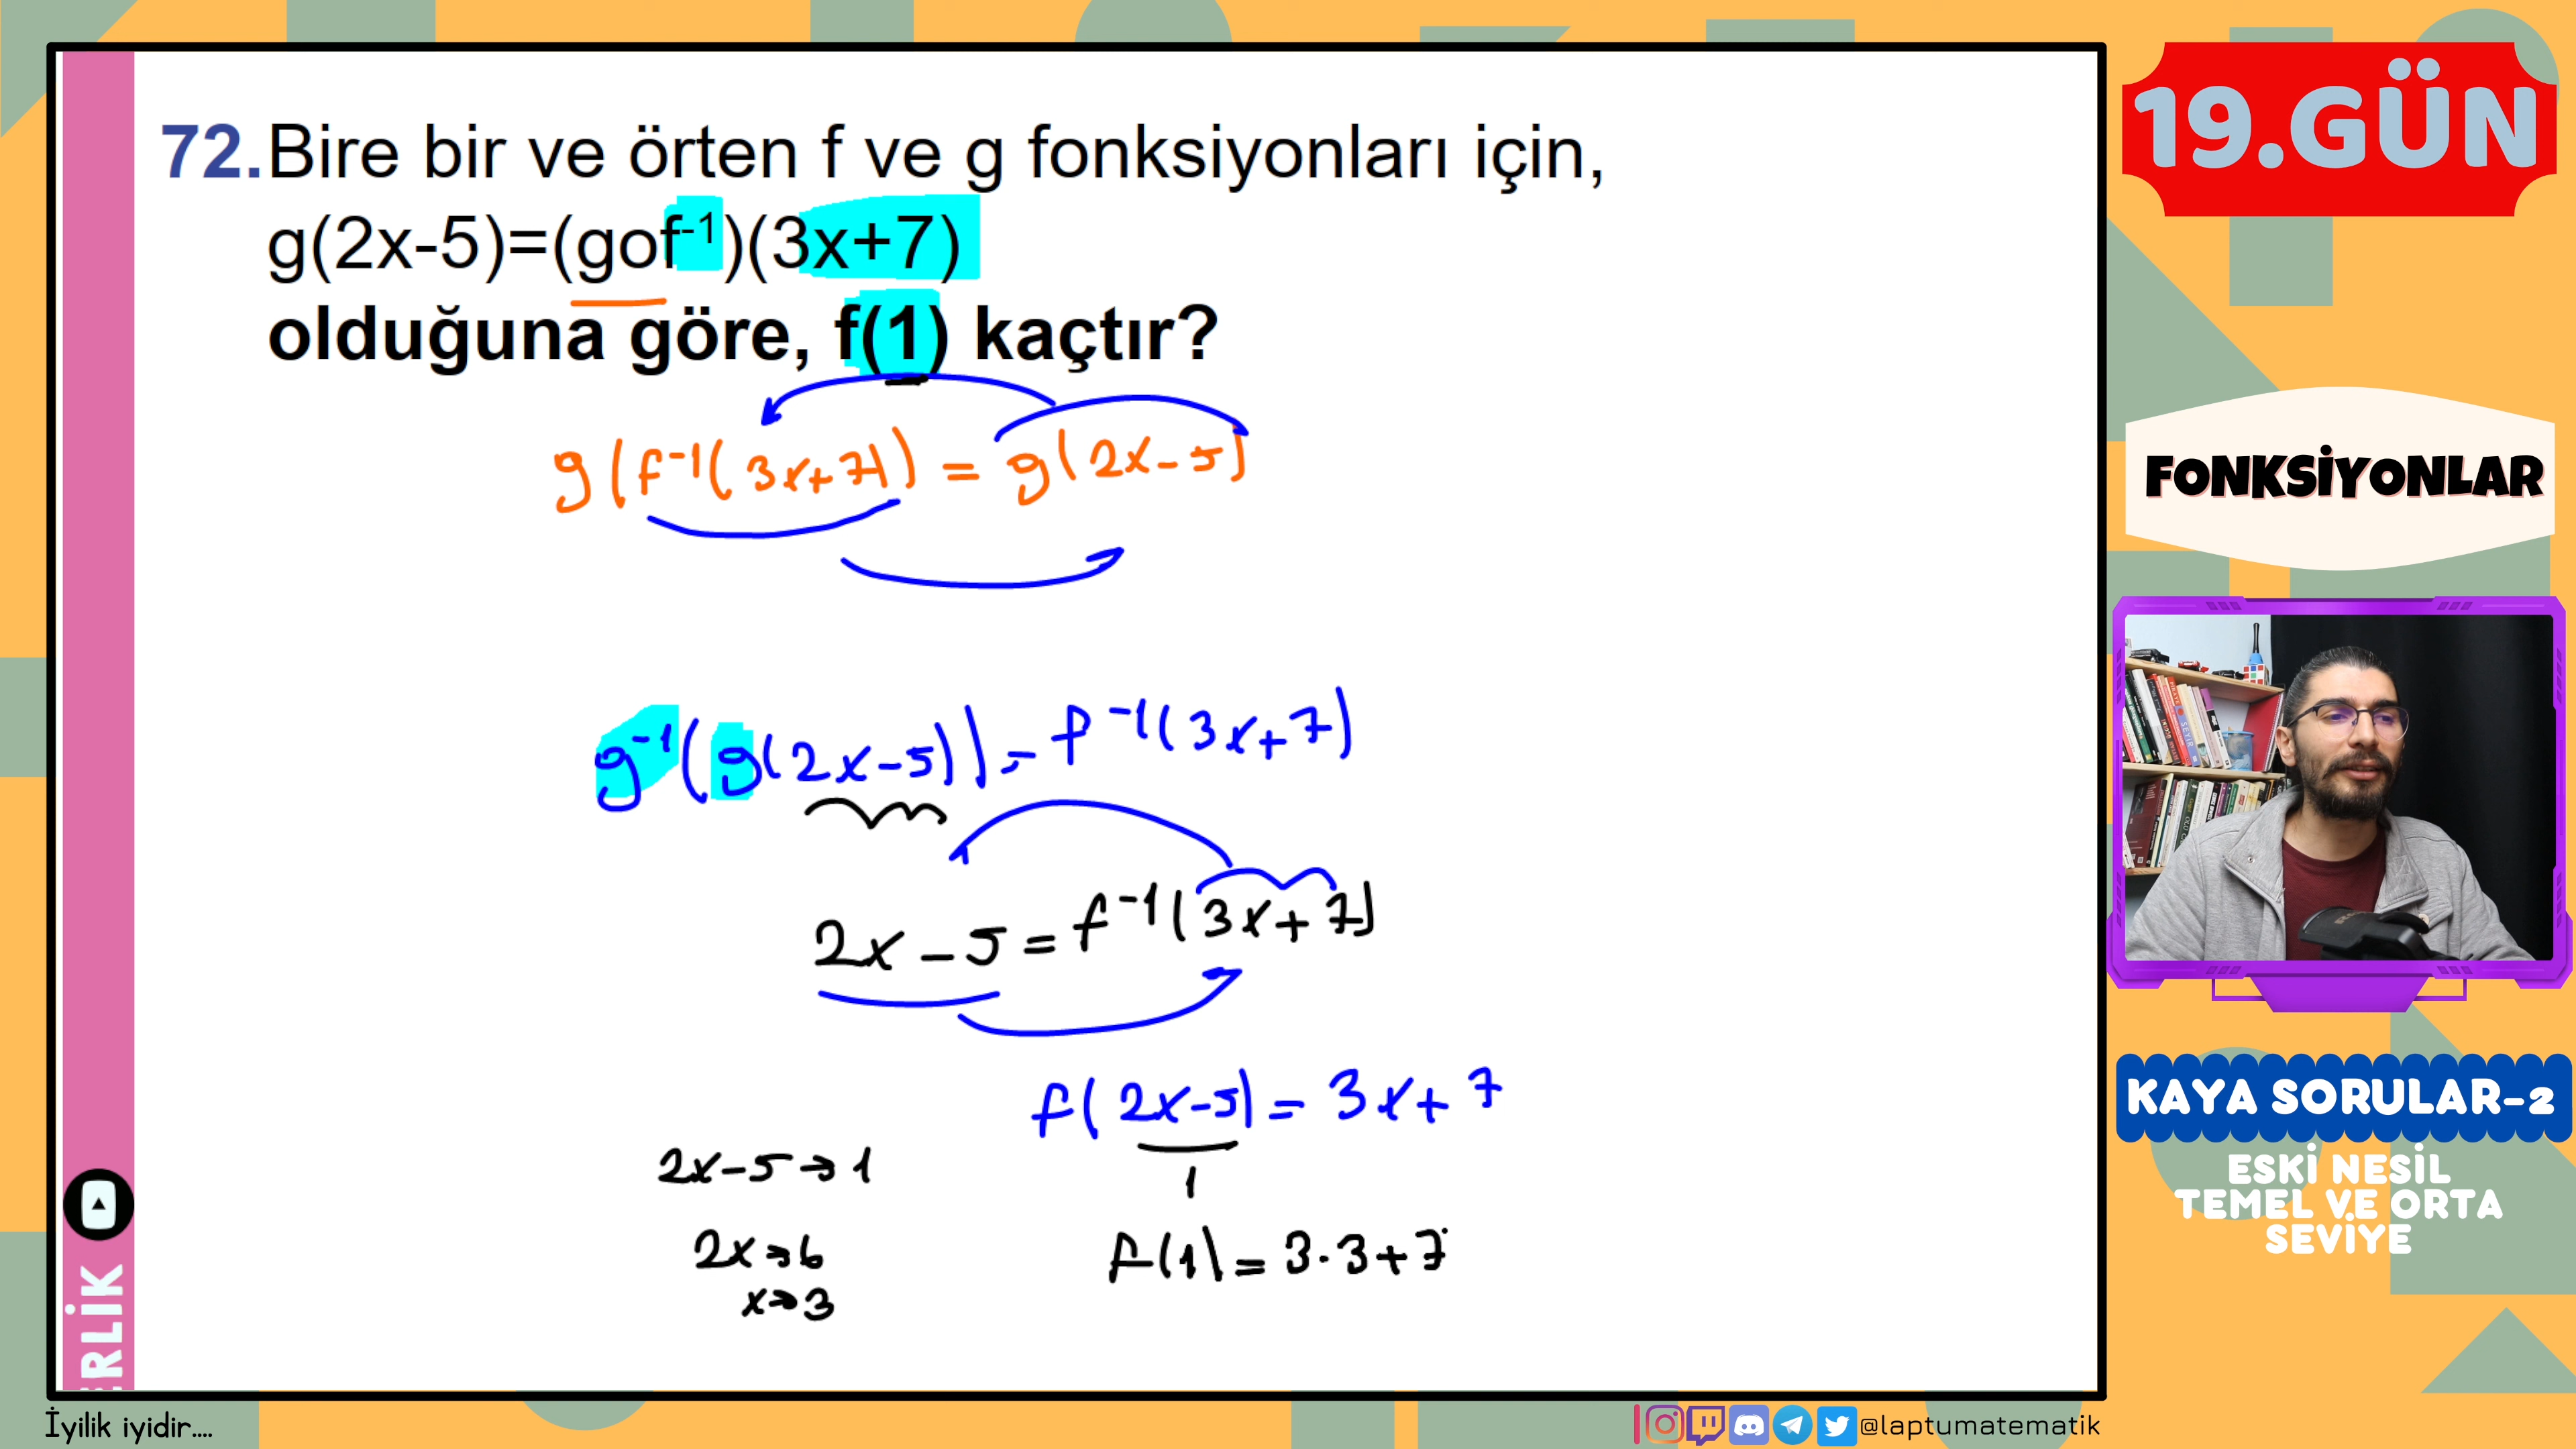 72.Bire bir ve örten f ve g fonksiyonları için,
g(2x-5)=(gof⁻¹)(3x+7)
olduğuna göre, f(1) kaçtır?
g(f⁻¹(3x+7)) = g(2x-5)
g⁻¹(g(2x-5)) = f⁻¹(3x+7)
2x-5 = f⁻¹(3x+7)
f(2x-5) = 3x+7
1
2x-5→1
2x→6
x→3
f(1) = 3·3+7
RLİK
İyilik iyidir....
19.GÜN
FONKSİYONLAR
KAYA SORULAR-2
ESKİ NESİL
TEMEL VE ORTA
SEVİYE
@laptumatematik